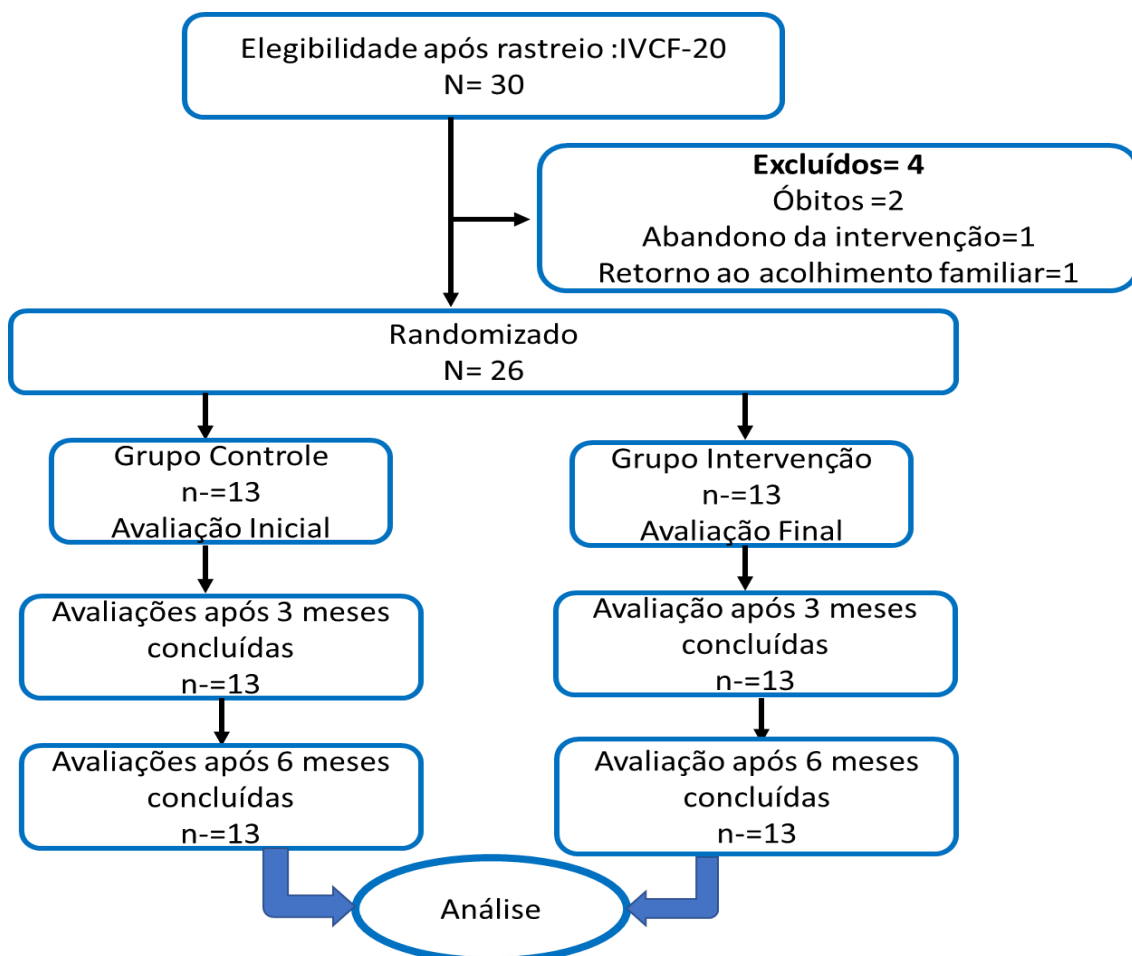 Elegibilidade após rastreio :IVCF-20
N= 30
Excluídos= 4
Óbitos =2
Abandono da intervenção=1
Retorno ao acolhimento familiar=1
Randomizado
N= 26
Grupo Controle
n-=13
Avaliação Inicial
Grupo Intervenção
n-=13
Avaliação Final
Avaliações após 3 meses
concluídas
n-=13
Avaliação após 3 meses
concluídas
n-=13
Avaliações após 6 meses
concluídas
n-=13
Avaliação após 6 meses
concluídas
n-=13
Análise